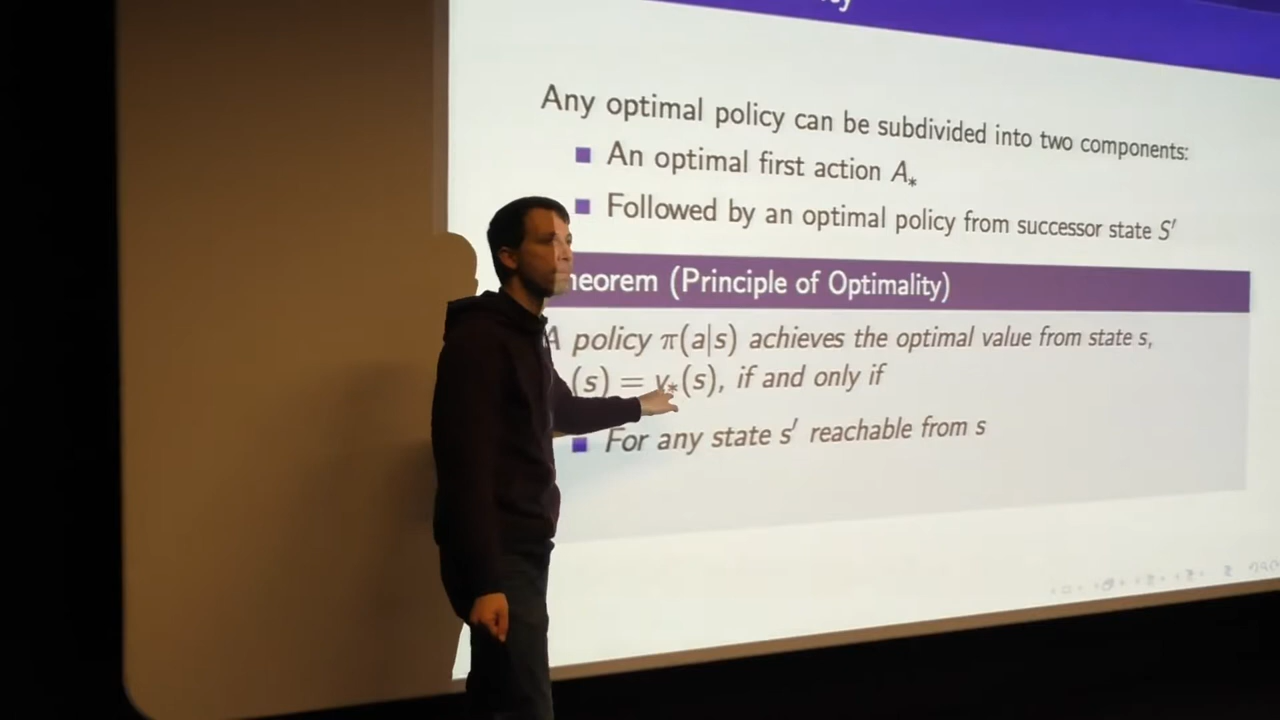 Any optimal policy can be subdivided into two components:
An optimal first action A*
Followed by an optimal policy from successor state S′
heorem (Principle of Optimality)
A policy π(a|s) achieves the optimal value from state s,
(s) = v*(s), if and only if
For any state s′ reachable from s